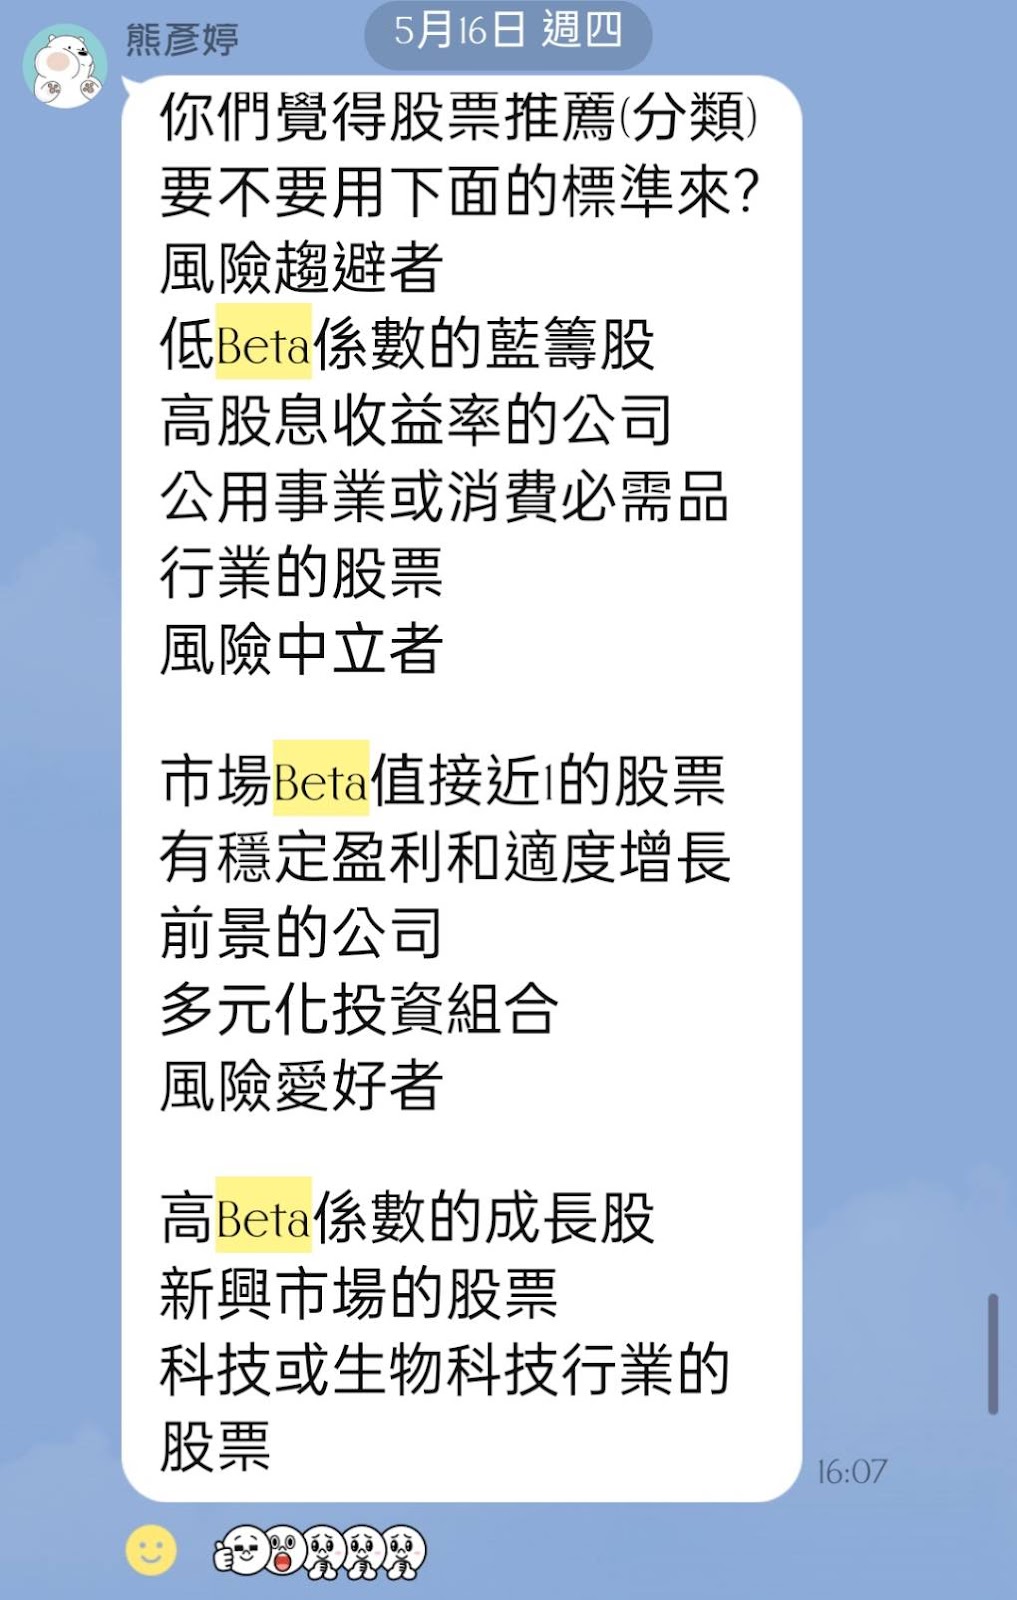 5月16日 週四
熊彥婷
你們覺得股票推薦(分類)
要不要用下面的標準來?
風險趨避者
低Beta係數的藍籌股
高股息收益率的公司
公用事業或消費必需品
行業的股票
風險中立者
市場Beta值接近1的股票
有穩定盈利和適度增長
前景的公司
多元化投資組合
風險愛好者
高Beta係數的成長股
新興市場的股票
科技或生物科技行業的
股票
16:07